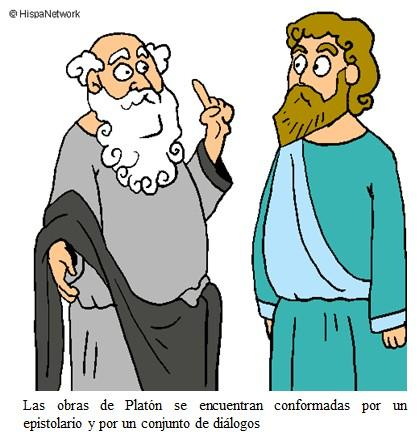 © HispaNetwork
Las obras de Platón se encuentran conformadas por un
epistolario y por un conjunto de diálogos